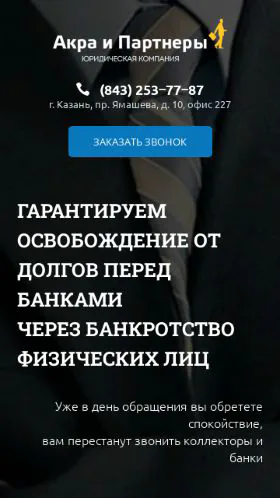 Акра и Партнеры
ЮРИДИЧЕСКАЯ КОМПАНИЯ
(843) 253–77–87
г. Казань, пр. Ямашева, д. 10, офис 227
ЗАКАЗАТЬ ЗВОНОК
ГАРАНТИРУЕМ
ОСВОБОЖДЕНИЕ ОТ
ДОЛГОВ ПЕРЕД
БАНКАМИ
ЧЕРЕЗ БАНКРОТСТВО
ФИЗИЧЕСКИХ ЛИЦ
Уже в день обращения вы обретете
спокойствие,
вам перестанут звонить коллекторы и
банки